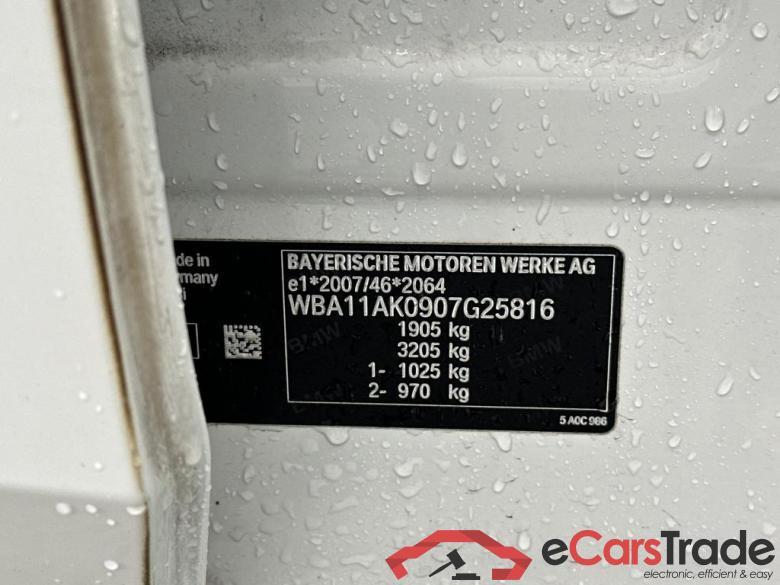 de in
many
BAYERISCHE MOTOREN WERKE AG
e1*2007/46*2064
WBA11AK0907G25816
1905 kg
3205 kg
1- 1025 kg
2- 970 kg
5 A0C 986
eCarsTrade
electronic, efficient & easy